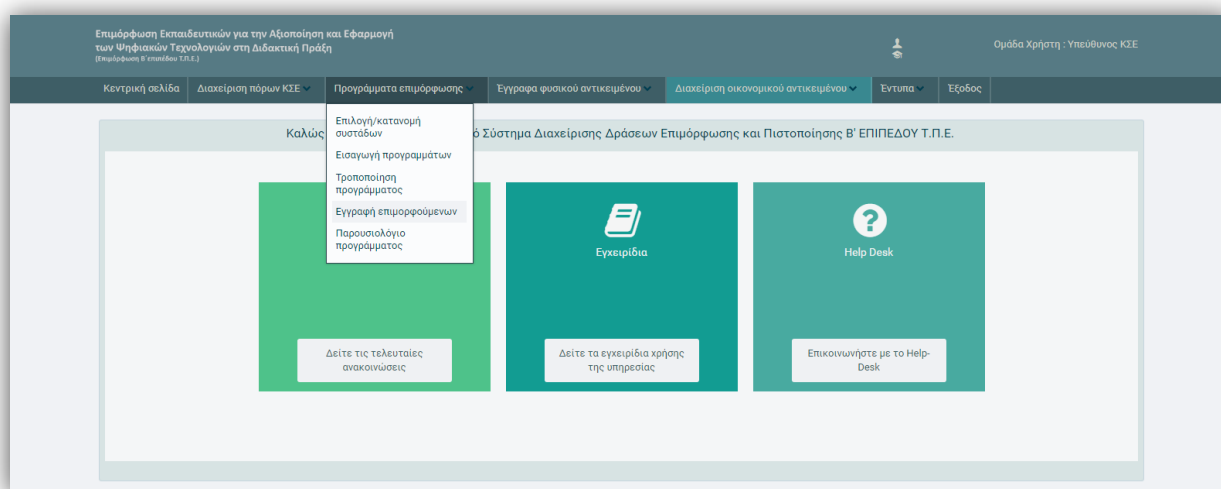 Επιμόρφωση Εκπαιδευτικών για την Αξιοποίηση και Εφαρμογή
των Ψηφιακών Τεχνολογιών στη Διδακτική Πράξη
(Επιμόρφωση Β΄επιπέδου Τ.Π.Ε.)
Ομάδα Χρήστη : Υπεύθυνος ΚΣΕ
Κεντρική σελίδα Διαχείριση πόρων ΚΣΕ Προγράμματα επιμόρφωσης Έγγραφα φυσικού αντικειμένου Διαχείριση οικονομικού αντικειμένου Έντυπα Έξοδος
Καλώς ό Σύστημα Διαχείρισης Δράσεων Επιμόρφωσης και Πιστοποίησης Β' ΕΠΙΠΕΔΟΥ Τ.Π.Ε.
Επιλογή/κατανομή
συστάδων
Εισαγωγή προγραμμάτων
Τροποποίηση
προγράμματος
Εγγραφή επιμορφούμενων
Παρουσιολόγιο
προγράμματος
Δείτε τις τελευταίες
ανακοινώσεις
Εγχειρίδια
Δείτε τα εγχειρίδια χρήσης
της υπηρεσίας
Help Desk
Επικοινωνήστε με το Help-
Desk